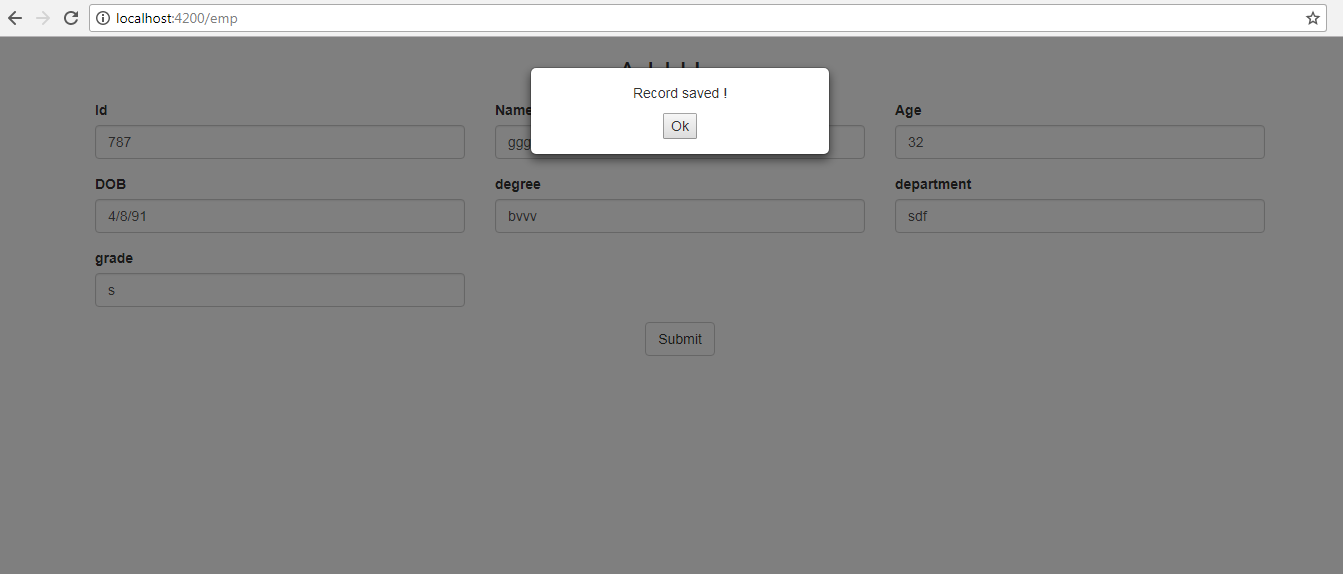 localhost:4200/emp
Record saved !
Ok
Id
Name
Age
787
ggg
32
DOB
degree
department
4/8/91
bvvv
sdf
grade
s
Submit